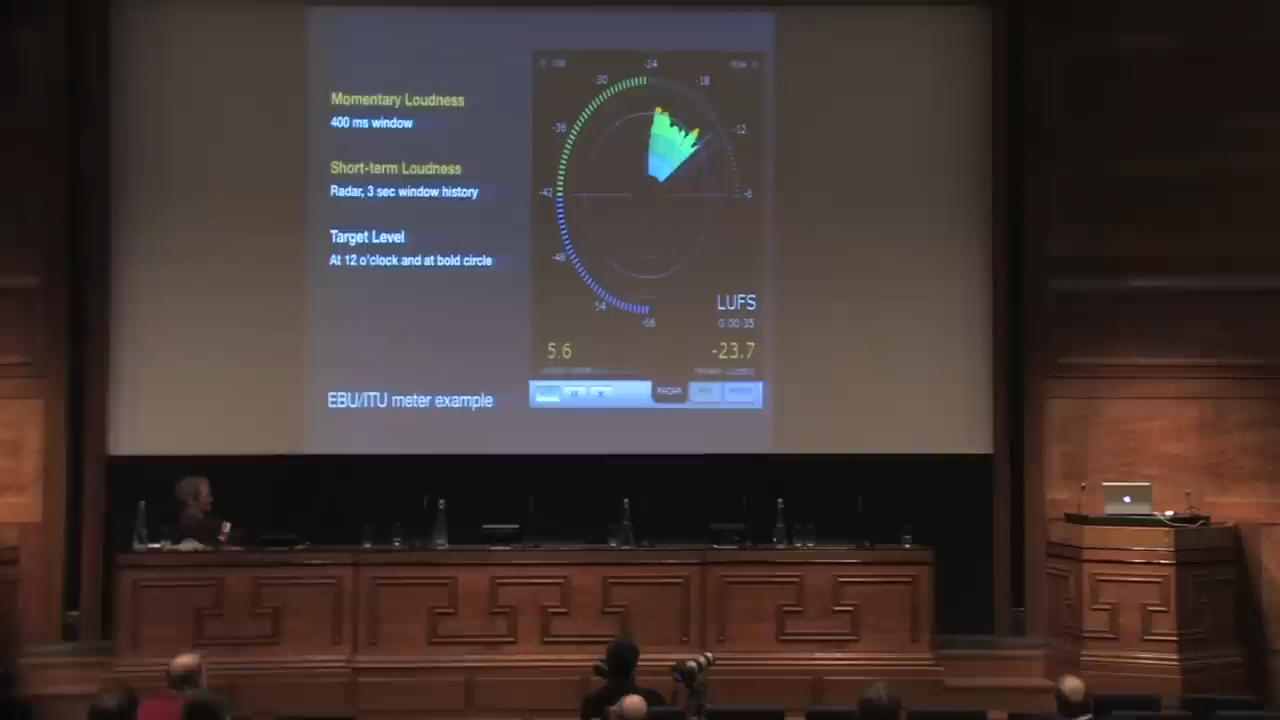 Momentary Loudness
400 ms window
Short-term Loudness
Radar, 3 sec window history
Target Level
At 12 o'clock and at bold circle
EBU/ITU meter example
-24
-30
-18
-36
-12
-42
-6
-48
-54
-66
LUFS
0:00:35
5.6
-23.7
RADAR